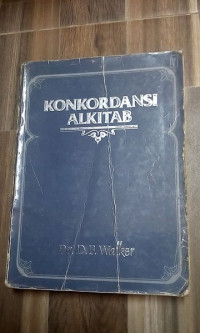 KONKORDANSI
ALKITAB
Dr. D.F. Walker